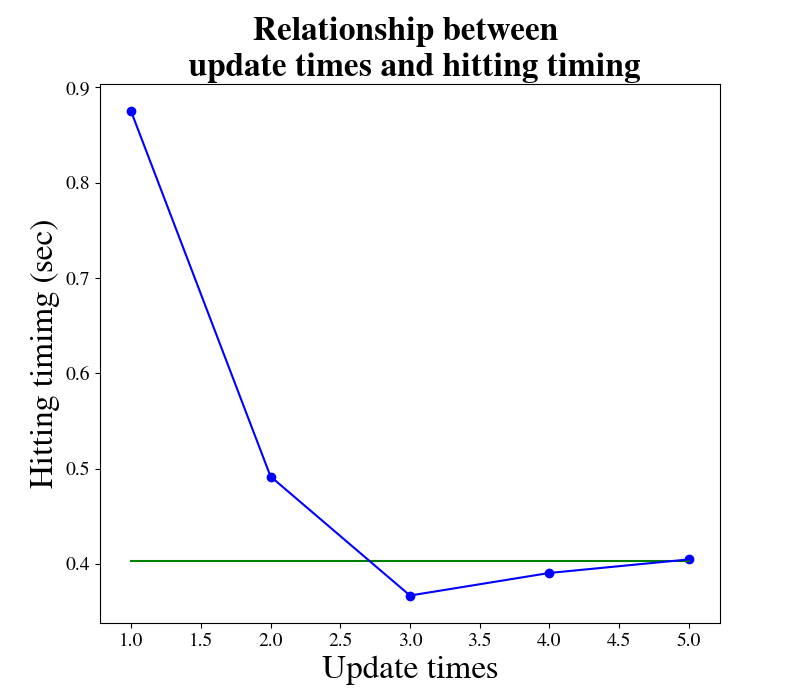 Relationship between
update times and hitting timing
0.9
0.8
0.7
0.6
0.5
0.4
Hitting timimg (sec)
1.0 1.5 2.0 2.5 3.0 3.5 4.0 4.5 5.0
Update times